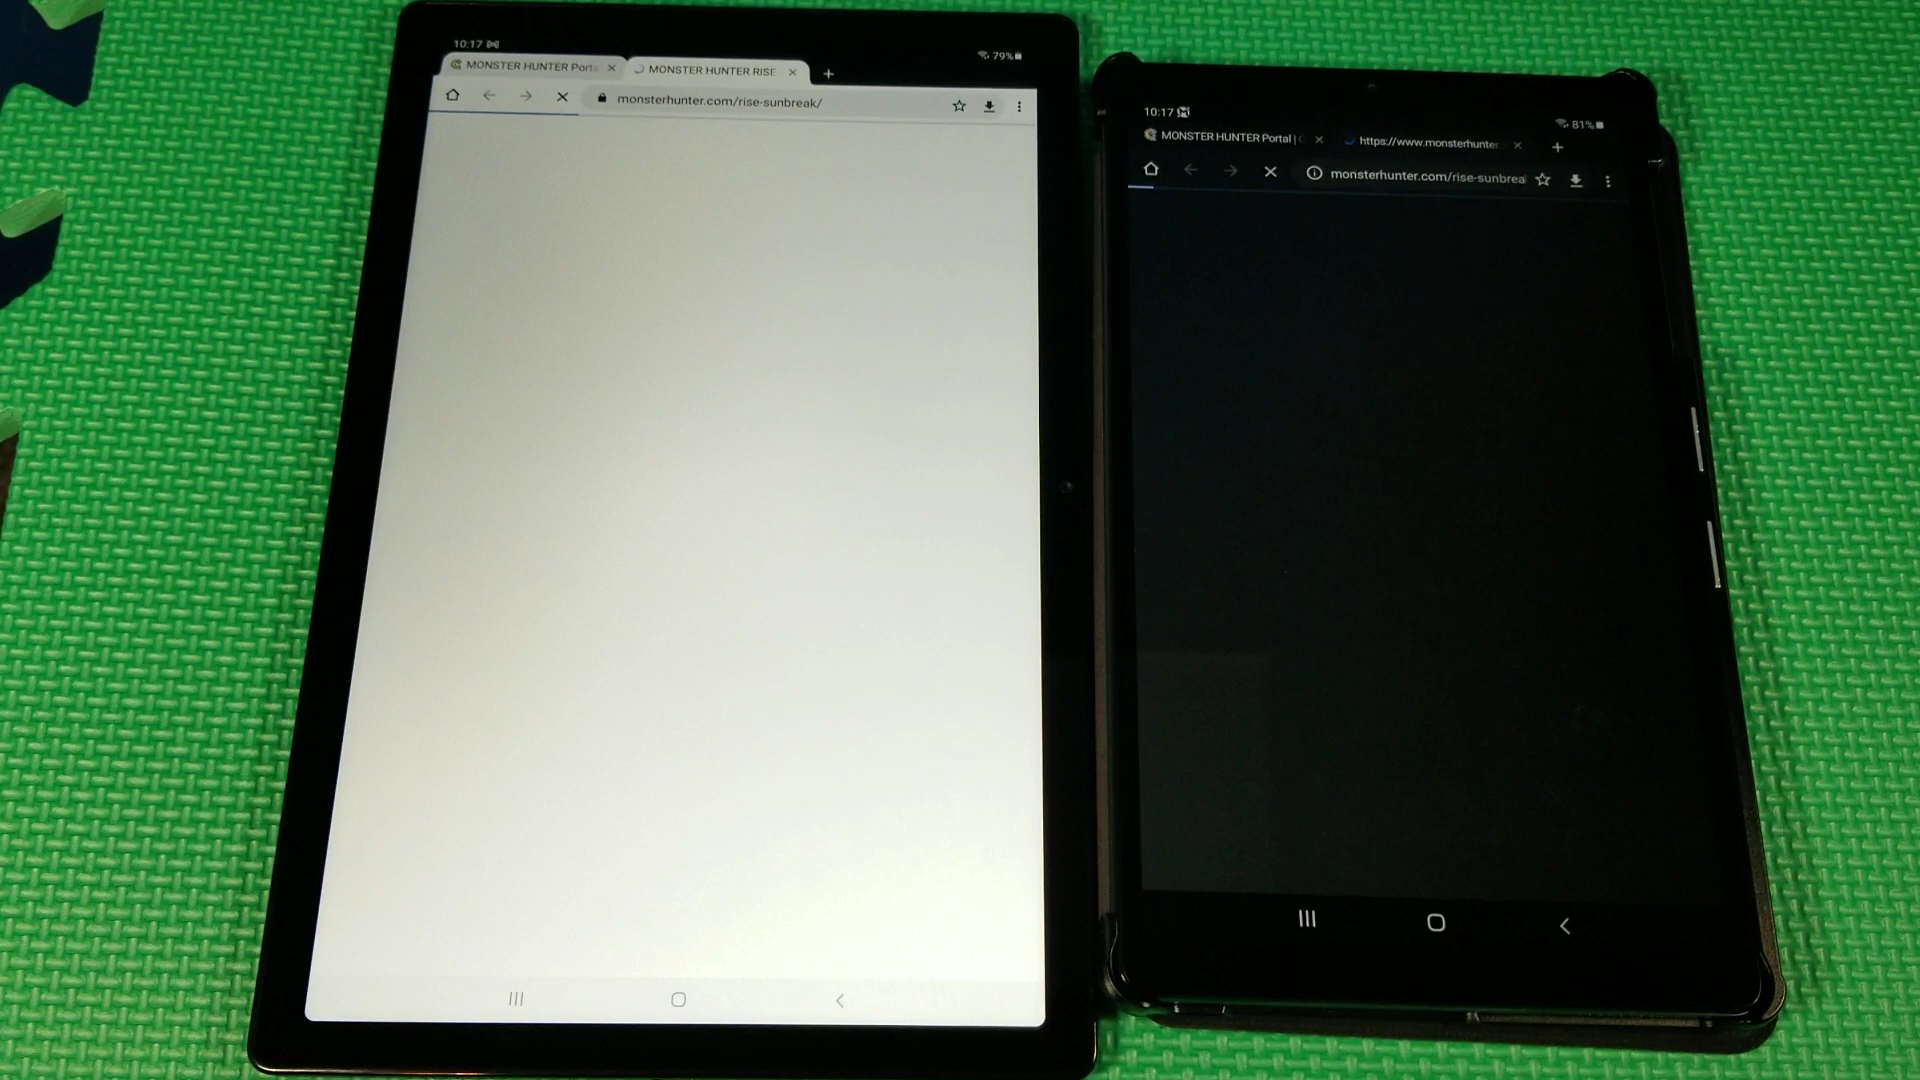 10:17
79%
MONSTER HUNTER Porta
MONSTER HUNTER RISE
monsterhunter.com/rise-sunbreak/
10:17
81%
MONSTER HUNTER Portal |
https://www.monsterhunter
monsterhunter.com/rise-sunbrea